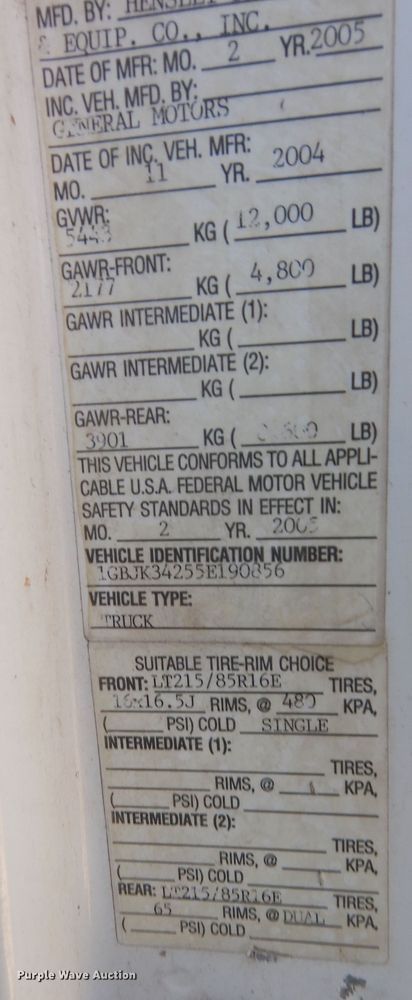 MFD. BY:
& EQUIP. CO., INC.
DATE OF MFR: MO. 2 YR. 2005
INC. VEH. MFD. BY:
GENERAL MOTORS
DATE OF INC. VEH. MFR:
MO. 11 YR. 2004
GVWR:
5443 KG ( 12,000 LB)
GAWR-FRONT:
2177 KG ( 4,800 LB)
GAWR INTERMEDIATE (1):
KG ( LB)
GAWR INTERMEDIATE (2):
KG ( LB)
GAWR-REAR:
3901 KG ( LB)
THIS VEHICLE CONFORMS TO ALL APPLI-
CABLE U.S.A. FEDERAL MOTOR VEHICLE
SAFETY STANDARDS IN EFFECT IN:
MO. 2 YR. 2005
VEHICLE IDENTIFICATION NUMBER:
1GBJK34255E190856
VEHICLE TYPE:
TRUCK
SUITABLE TIRE-RIM CHOICE
FRONT: LT215/85R16E TIRES,
16x16.5J RIMS, @ 480 KPA,
( PSI) COLD SINGLE
INTERMEDIATE (1):
TIRES,
RIMS, @ KPA,
( PSI) COLD
INTERMEDIATE (2):
TIRES,
RIMS, @ KPA,
( PSI) COLD
REAR: LT215/85R16E TIRES,
65 RIMS, @ DUAL KPA,
( PSI) COLD
Purple Wave Auction